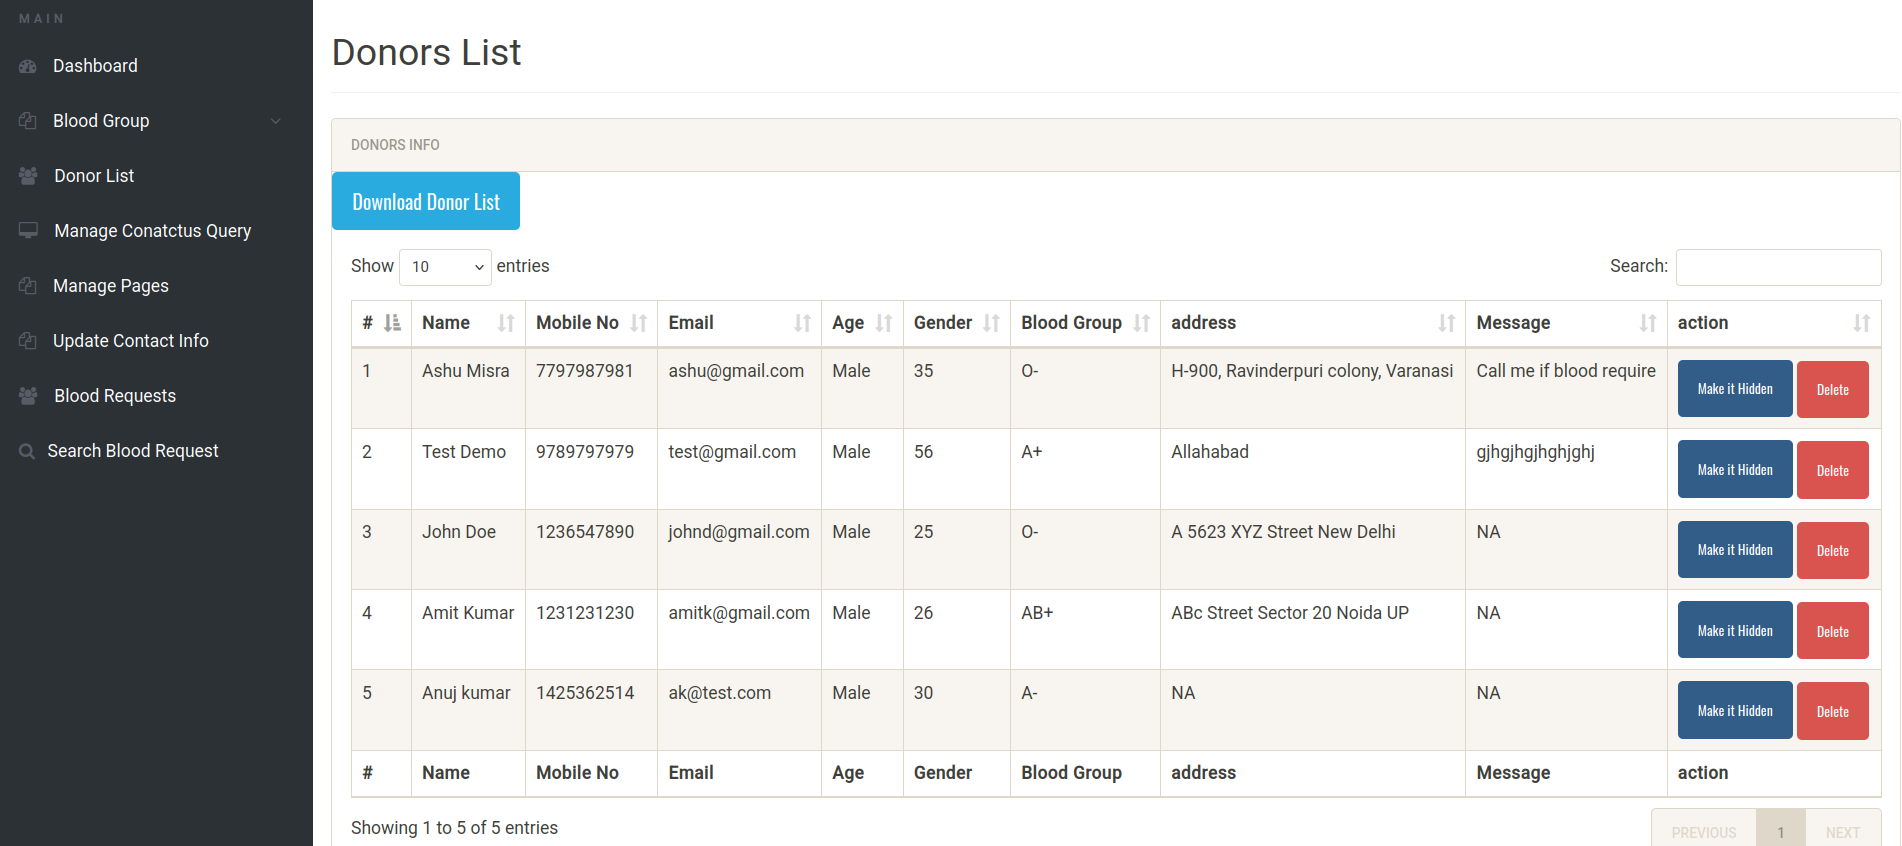 MAIN
Dashboard
Blood Group
Donor List
Manage Conatctus Query
Manage Pages
Update Contact Info
Blood Requests
Search Blood Request
Donors List
DONORS INFO
Download Donor List
Show 10 entries Search:
# Name Mobile No Email Age Gender Blood Group address Message action
1 Ashu Misra 7797987981 ashu@gmail.com Male 35 O- H-900, Ravinderpuri colony, Varanasi Call me if blood require Make it Hidden Delete
2 Test Demo 9789797979 test@gmail.com Male 56 A+ Allahabad gjhgjhgjhghjghj Make it Hidden Delete
3 John Doe 1236547890 johnd@gmail.com Male 25 O- A 5623 XYZ Street New Delhi NA Make it Hidden Delete
4 Amit Kumar 1231231230 amitk@gmail.com Male 26 AB+ ABc Street Sector 20 Noida UP NA Make it Hidden Delete
5 Anuj kumar 1425362514 ak@test.com Male 30 A- NA NA Make it Hidden Delete
# Name Mobile No Email Age Gender Blood Group address Message action
Showing 1 to 5 of 5 entries PREVIOUS 1 NEXT